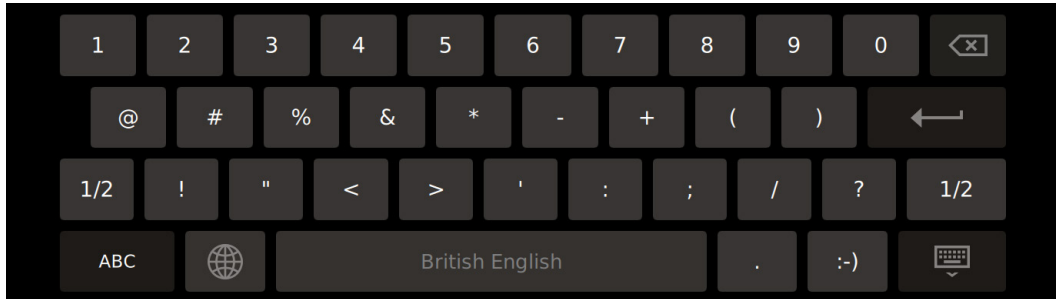 1 2 3 4 5 6 7 8 9 0
@ # % & * - + ( )
1/2 ! " < > ' : ; / ? 1/2
ABC British English . :-)